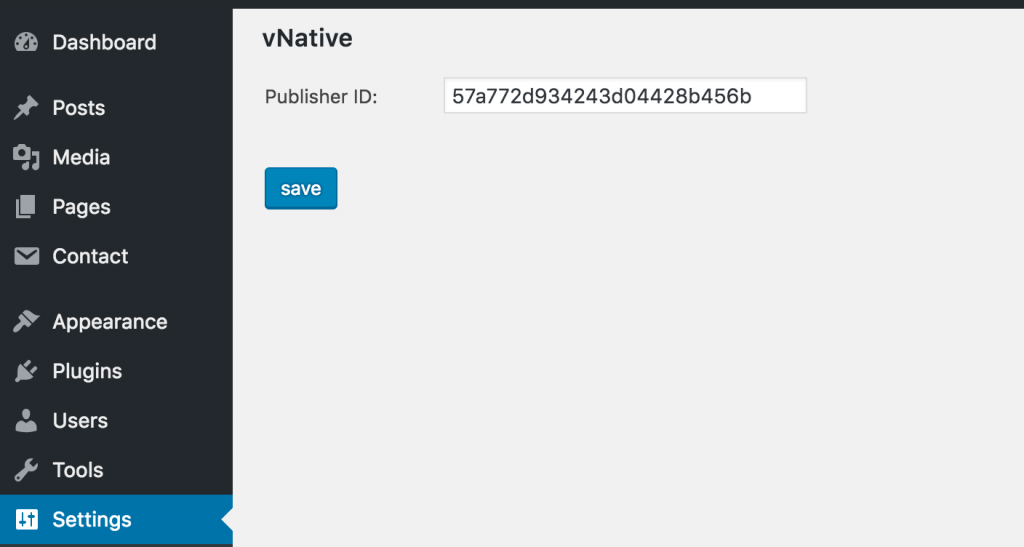 Dashboard
Posts
Media
Pages
Contact
Appearance
Plugins
Users
Tools
Settings
vNative
Publisher ID: 57a772d934243d04428b456b
save